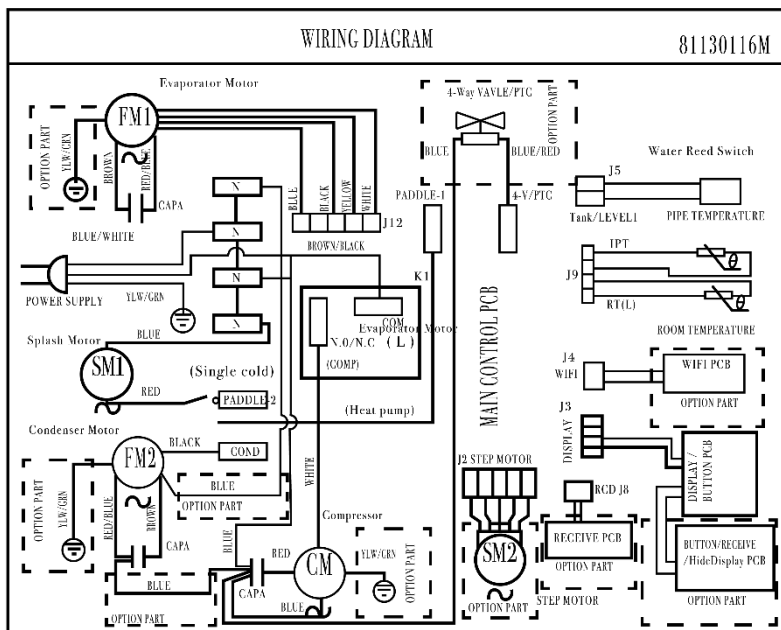 WIRING DIAGRAM
81130116M
Evaporator Motor
4-Way VAVLE/PTC
OPTION PART
FM1
OPTION PART
YLW/GRN
BROWN
RED/BLUE
CAPA
BLUE/WHITE
BLUE
BLACK
YELLOW
WHITE
J12
BLUE
BLUE/RED
PADDLE-1
4-V/PTC
Water Reed Switch
J5
Tank/LEVEL1
PIPE TEMPERATURE
N
N
N
N
BROWN/BLACK
K1
POWER SUPPLY
YLW/GRN
COM
Evaporator Motor
N.O/N.C
( L )
(COMP)
MAIN CONTROL PCB
IPT
J9
RT(L)
ROOM TEMPERATURE
BLUE
Splash Motor
SM1
RED
(Single cold)
PADDLE-2
(Heat pump)
J4
WIFI
WIFI PCB
OPTION PART
J3
DISPLAY
DISPLAY /
BUTTON PCB
Condenser Motor
FM2
BLACK
COND
BLUE
OPTION PART
OPTION PART
YLW/GRN
RED/BLUE
BROWN
CAPA
BLUE
OPTION PART
WHITE
BLUE
Compressor
RED
CM
CAPA
BLUE
YLW/GRN
OPTION PART
J2 STEP MOTOR
SM2
OPTION PART
STEP MOTOR
RCD J8
RECEIVE PCB
OPTION PART
BUTTON/RECEIVE
/HideDisplay PCB
OPTION PART